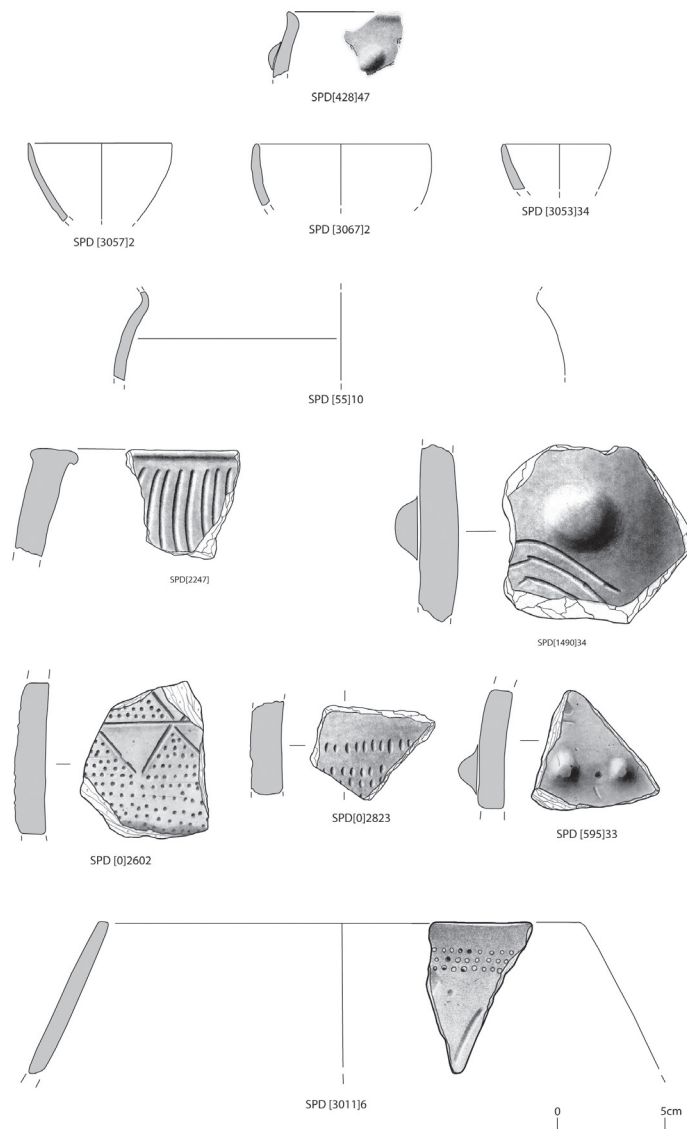 SPD[428]47
SPD [3057]2
SPD [3067]2
SPD [3053]34
SPD [55]10
SPD[2247]
SPD[1490]34
SPD [0]2602
SPD[0]2823
SPD [595]33
SPD [3011]6
0 5cm